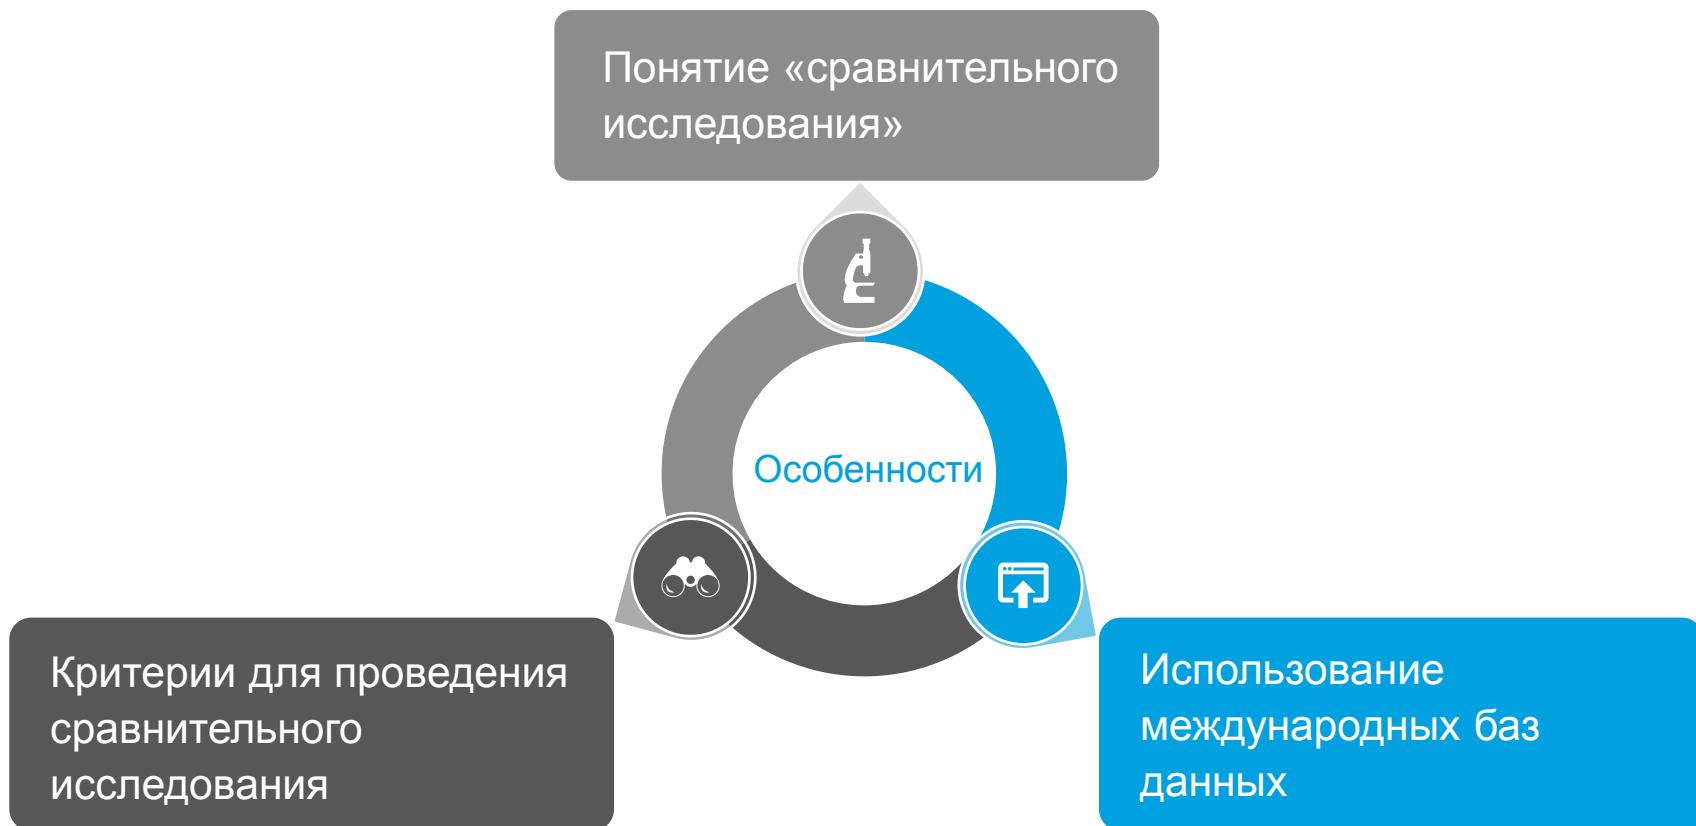 Понятие «сравнительного
исследования»
Особенности
Критерии для проведения
сравнительного
исследования
Использование
международных баз
данных